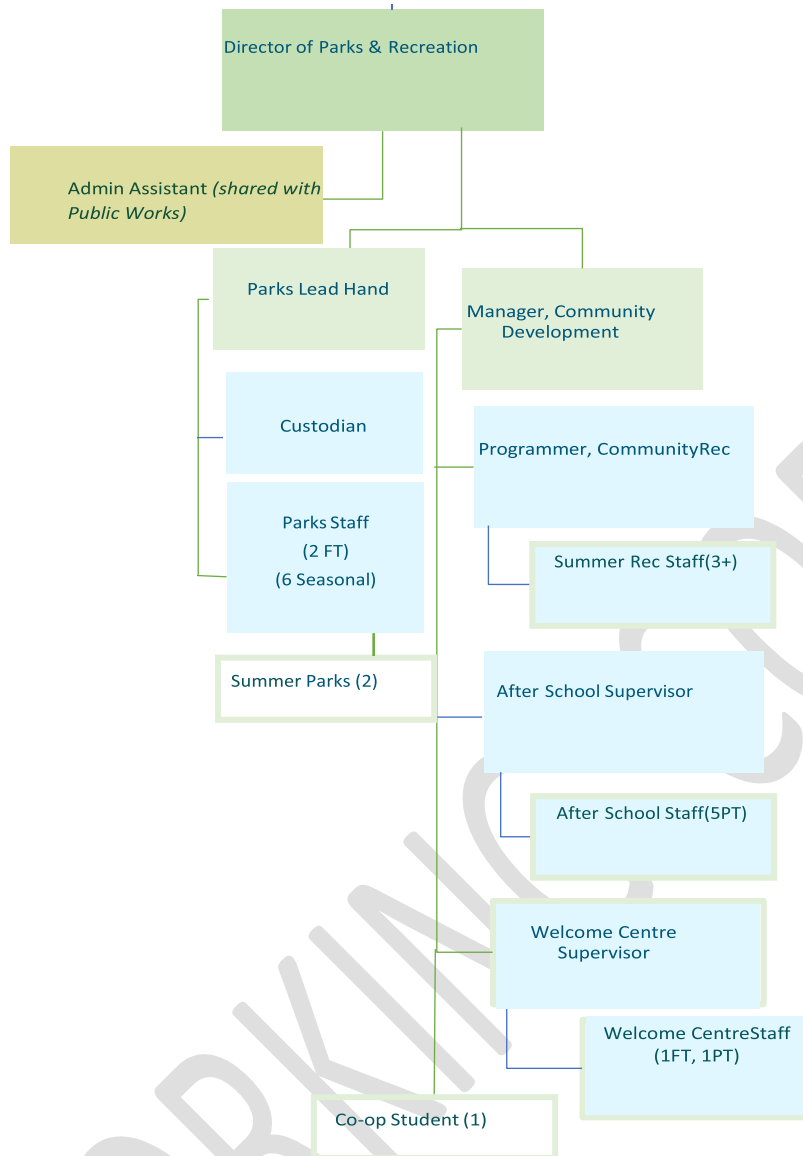 Director of Parks & Recreation
Admin Assistant (shared with
Public Works)
Parks Lead Hand
Manager, Community
Development
Custodian
Programmer, CommunityRec
Parks Staff
(2 FT)
(6 Seasonal)
Summer Rec Staff(3+)
Summer Parks (2)
After School Supervisor
After School Staff(5PT)
Welcome Centre
Supervisor
Welcome CentreStaff
(1FT, 1PT)
Co-op Student (1)